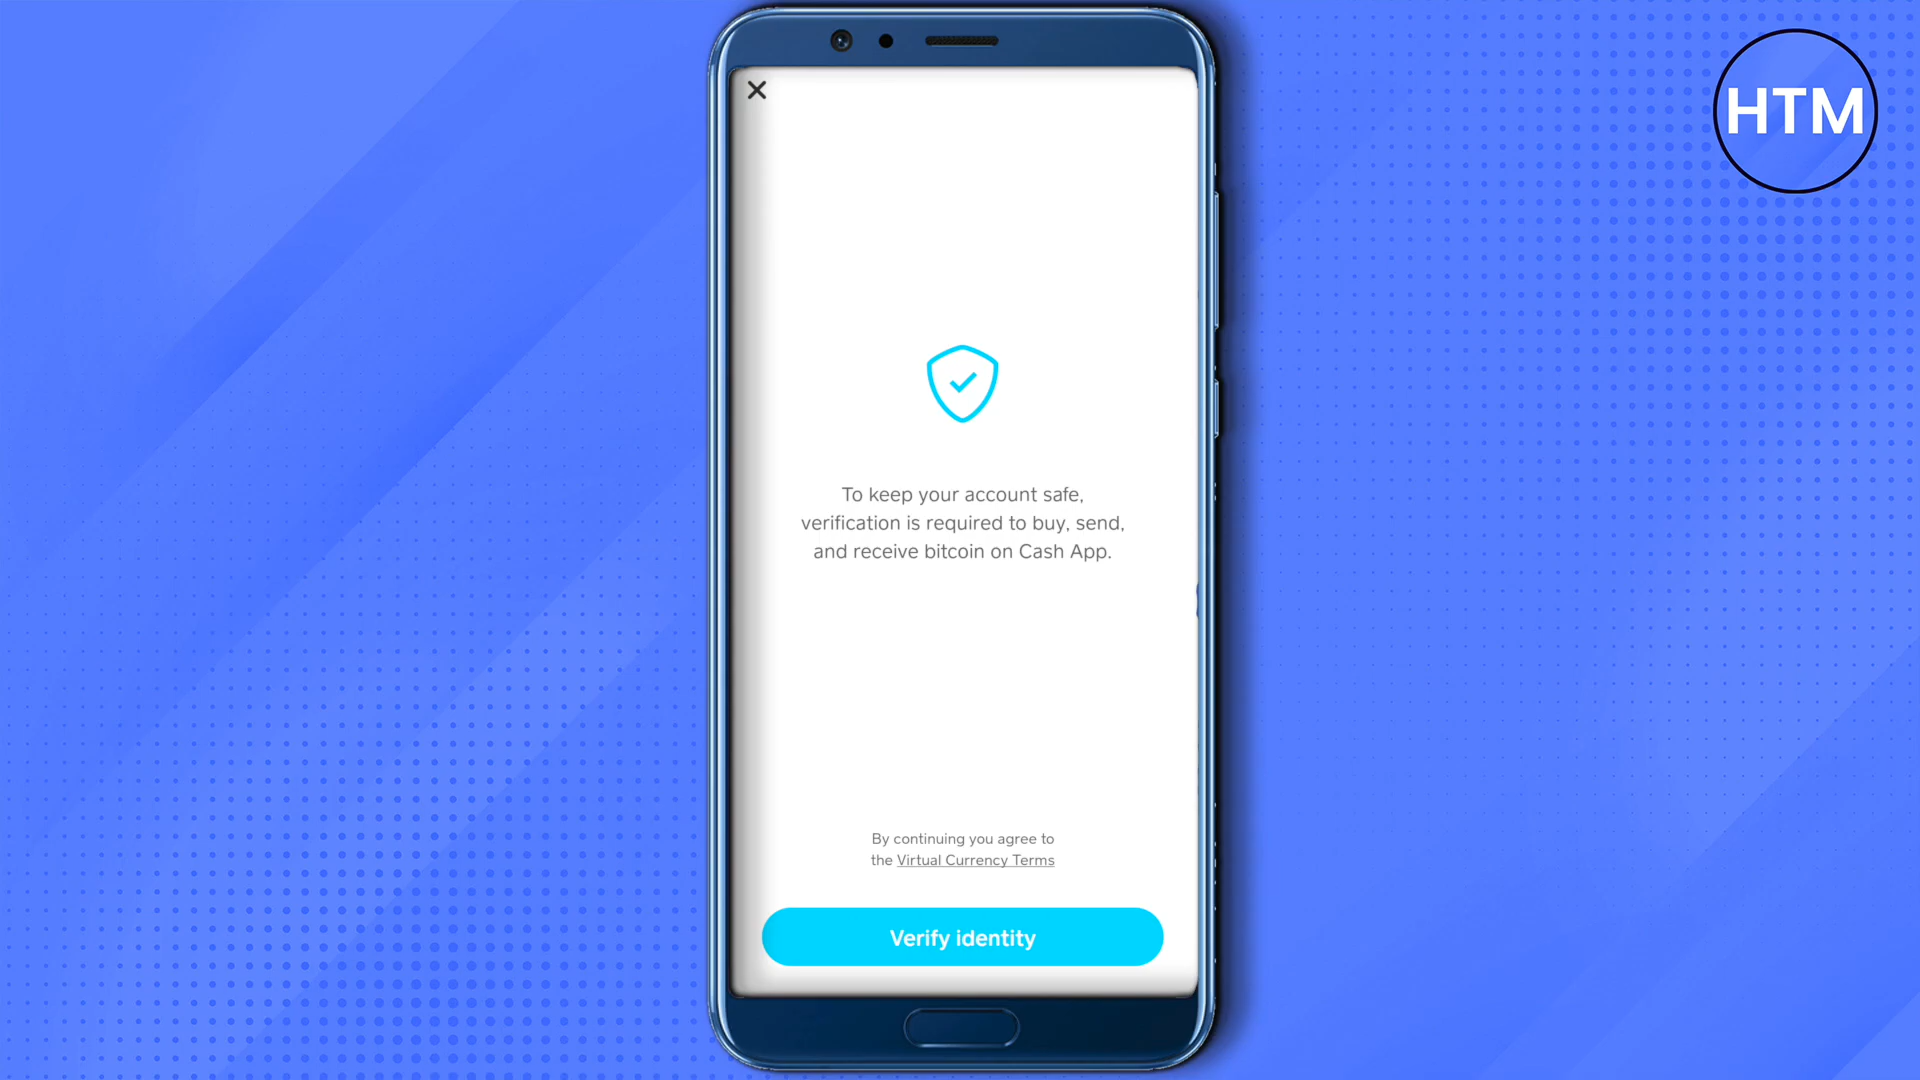 HTM
To keep your account safe,
verification is required to buy, send,
and receive bitcoin on Cash App.
By continuing you agree to
the Virtual Currency Terms
Verify identity